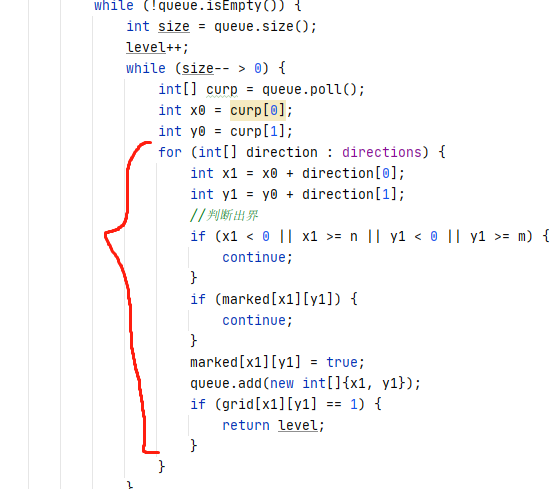 while (!queue.isEmpty()) {
int size = queue.size();
level++;
while (size-- > 0) {
int[] curp = queue.poll();
int x0 = curp[0];
int y0 = curp[1];
for (int[] direction : directions) {
int x1 = x0 + direction[0];
int y1 = y0 + direction[1];
//判断出界
if (x1 < 0 || x1 >= n || y1 < 0 || y1 >= m) {
continue;
}
if (marked[x1][y1]) {
continue;
}
marked[x1][y1] = true;
queue.add(new int[]{x1, y1});
if (grid[x1][y1] == 1) {
return level;
}
}
}